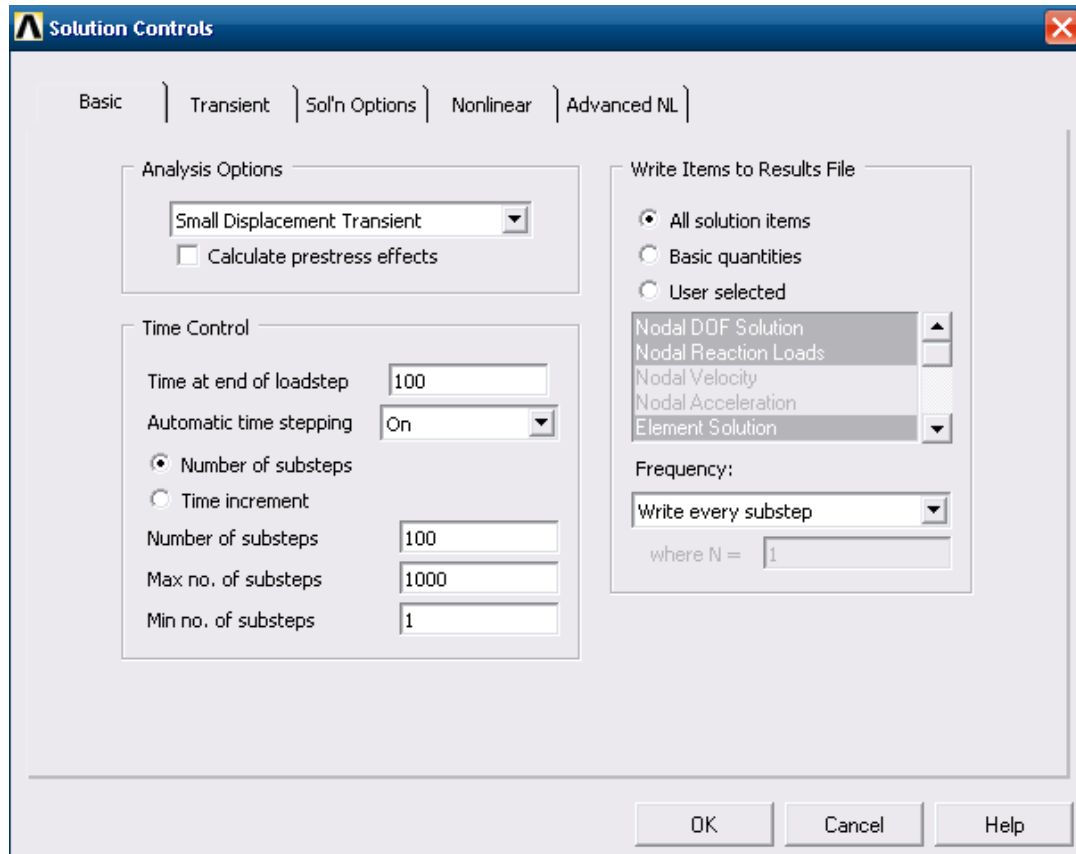 Solution Controls
Basic
Transient
Sol'n Options
Nonlinear
Advanced NL
Analysis Options
Small Displacement Transient
Calculate prestress effects
Time Control
Time at end of loadstep 100
Automatic time stepping On
Number of substeps
Time increment
Number of substeps 100
Max no. of substeps 1000
Min no. of substeps 1
Write Items to Results File
All solution items
Basic quantities
User selected
Nodal DOF Solution
Nodal Reaction Loads
Nodal Velocity
Nodal Acceleration
Element Solution
Frequency:
Write every substep
where N = 1
OK
Cancel
Help